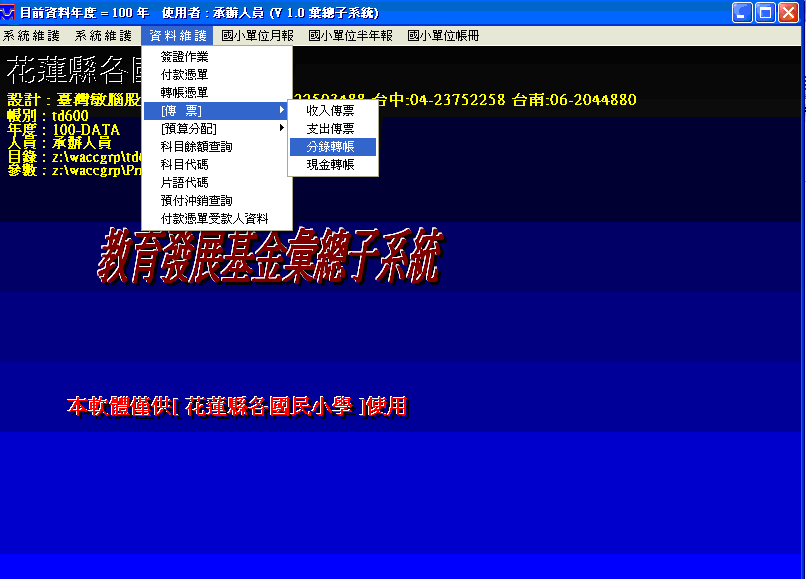 目前資料年度 = 100 年 使用者 : 承辦人員 (V 1.0 彙總子系統)
系統維護 系統維護 資料維護 國小單位月報 國小單位半年報 國小單位帳冊
花蓮縣各國
設計 : 臺灣敏腦股
22503488 台中:04-23752258 台南:06-2044880
帳別 : td600
年度 : 100-DATA
人員 : 承辦人員
目錄 : z:\waccgrp\td6
參數 : z:\waccgrp\Pr
簽證作業
付款憑單
轉帳憑單
[傳 票]
[預算分配]
科目餘額查詢
科目代碼
片語代碼
預付沖銷查詢
付款憑單受款人資料
收入傳票
支出傳票
分錄轉帳
現金轉帳
教育發展基金彙總子系統
本軟體僅供[ 花蓮縣各國民小學 ]使用